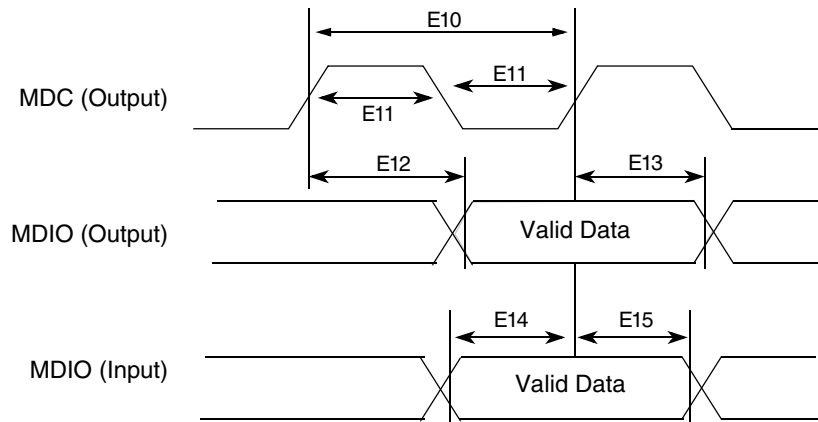 E10
MDC (Output)
E11
E11
E12
E13
MDIO (Output)
Valid Data
E14
E15
MDIO (Input)
Valid Data